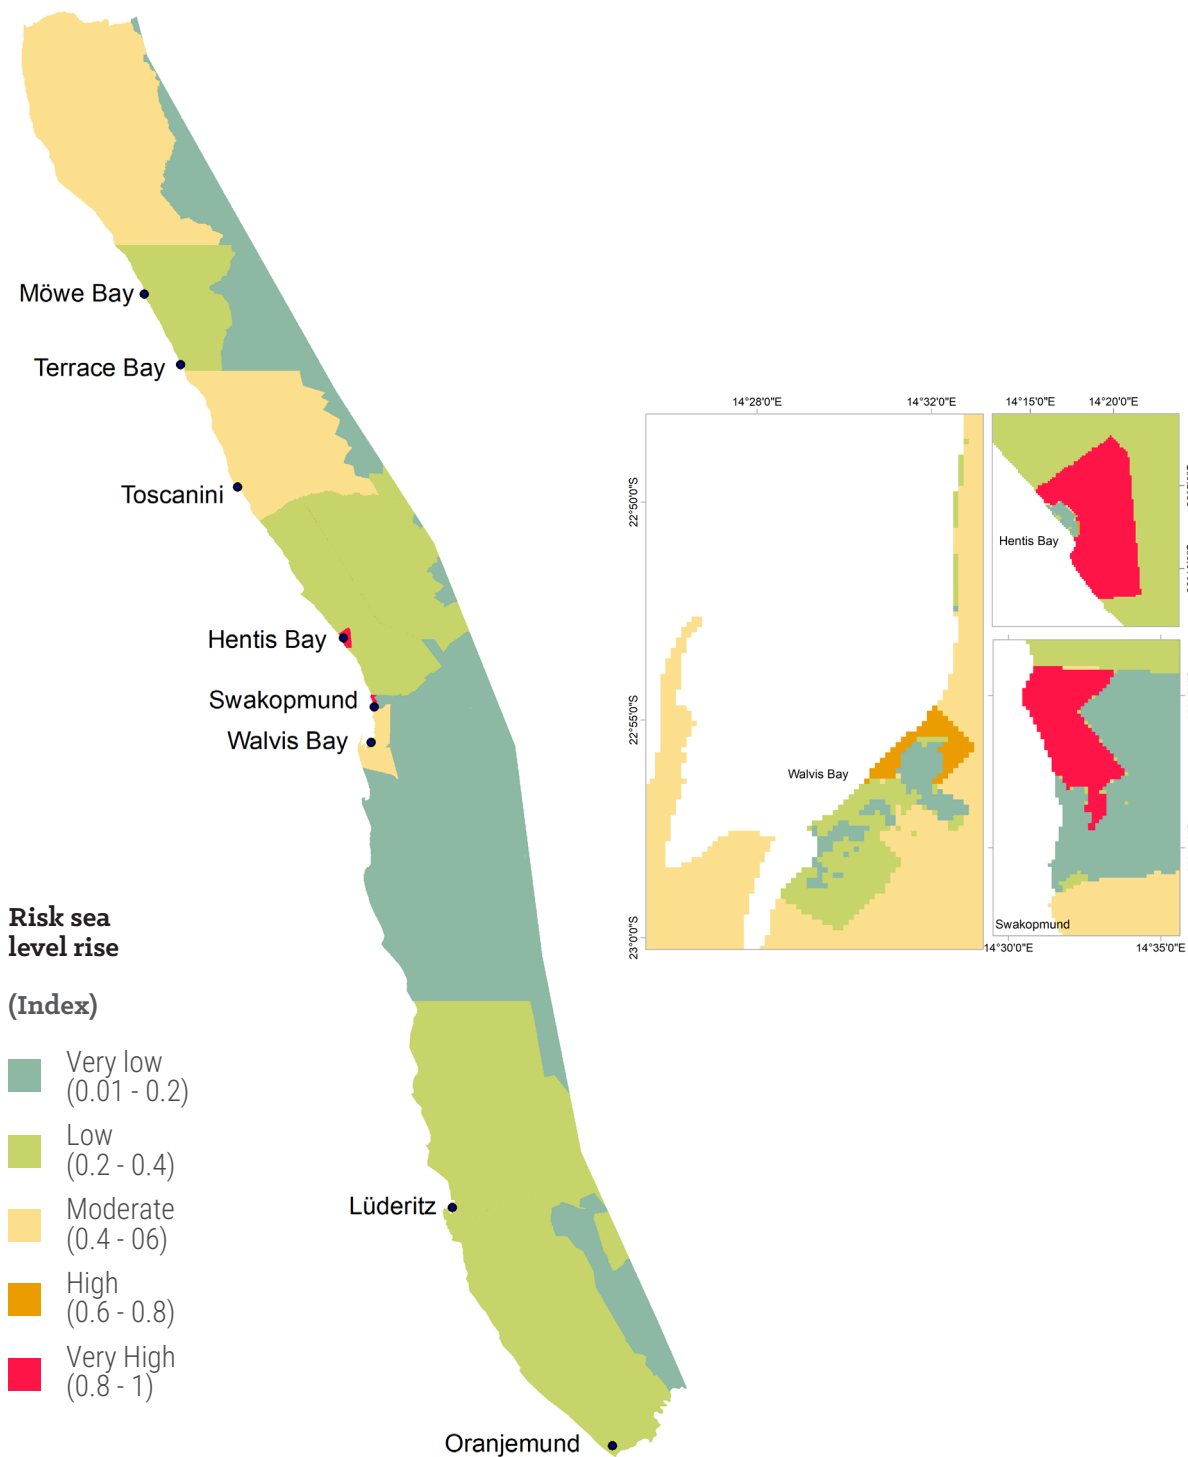 Möwe Bay
Terrace Bay
Toscanini
Hentis Bay
Swakopmund
Walvis Bay
Lüderitz
Oranjemund
Risk sea
level rise
(Index)
Very low
(0.01 - 0.2)
Low
(0.2 - 0.4)
Moderate
(0.4 - 06)
High
(0.6 - 0.8)
Very High
(0.8 - 1)
14°28'0"E
14°32'0"E
22°50'0"S
22°55'0"S
23°0'0"S
Walvis Bay
14°15'0"E
14°20'0"E
Hentis Bay
Swakopmund
14°30'0"E
14°35'0"E